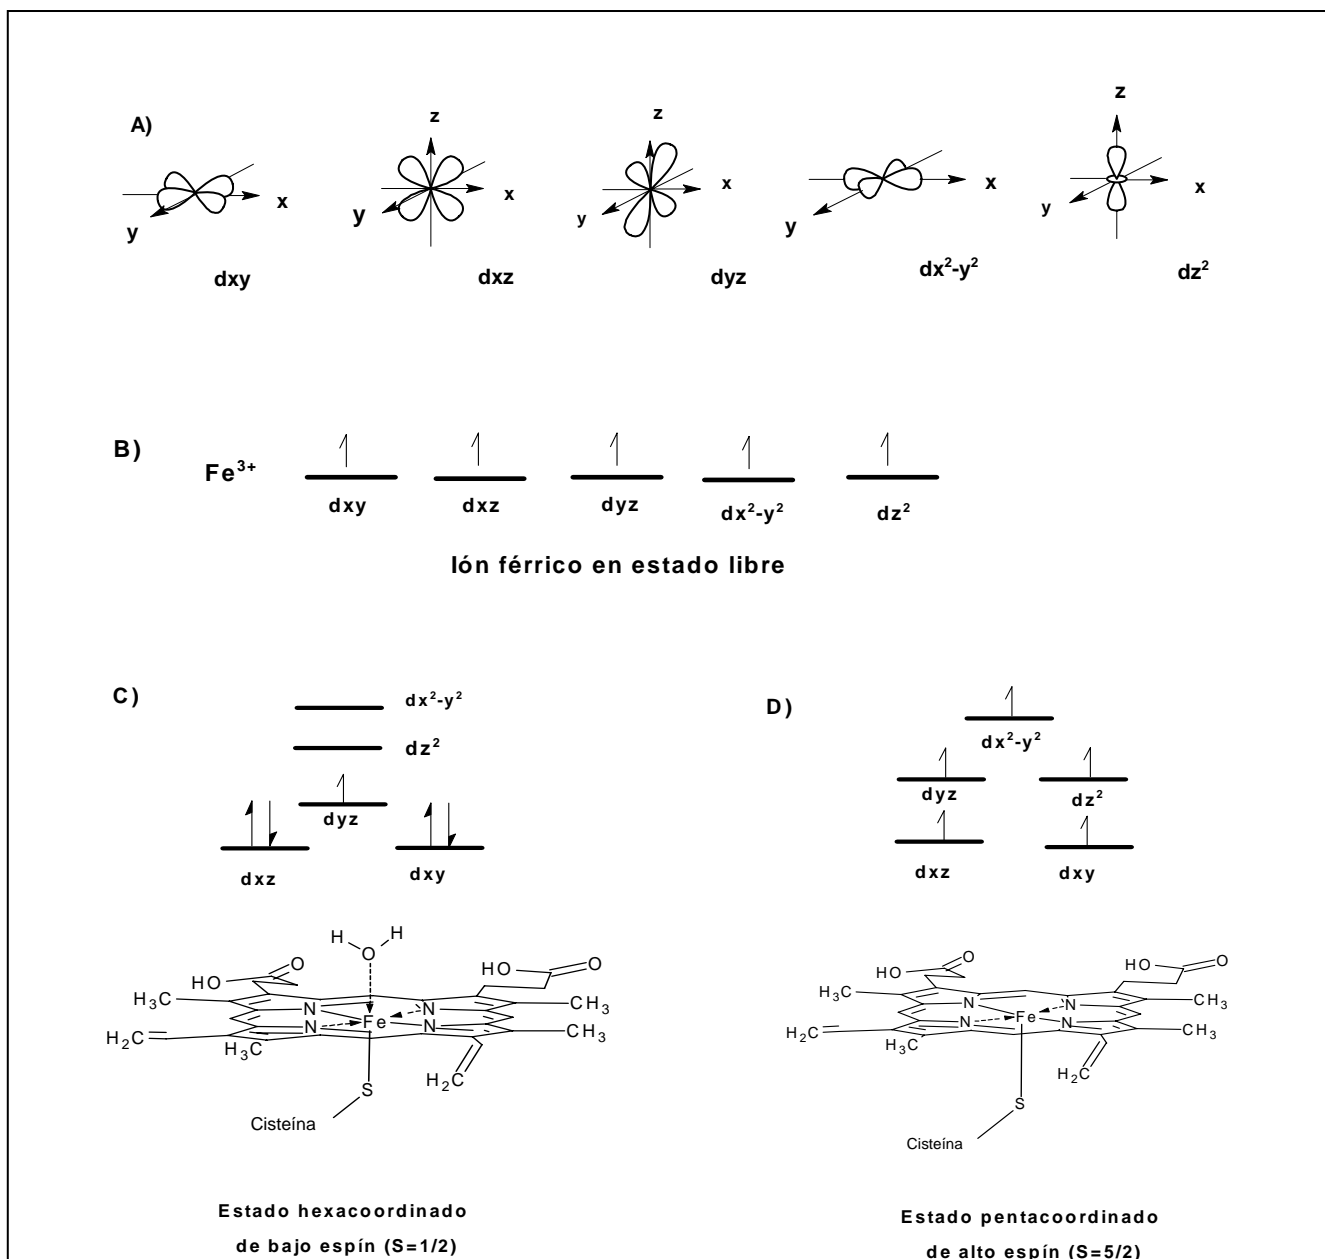 A)
z
x
y
dxy
z
x
y
dxz
z
x
y
dyz
x
y
dx²-y²
z
x
y
dz²
B)
Fe³⁺
dxy
dxz
dyz
dx²-y²
dz²
Ión férrico en estado libre
C)
dx²-y²
dz²
dyz
dxz
dxy
D)
dx²-y²
dyz
dz²
dxz
dxy
H
H
O
HO
O
HO
O
H₃C
CH₃
N
N
Fe
N
N
H₂C
H₃C
CH₃
H₂C
S
Cisteína
Estado hexacoordinado
de bajo espín (S=1/2)
HO
O
HO
O
H₃C
CH₃
N
N
Fe
N
N
H₂C
H₃C
CH₃
H₂C
S
Cisteína
Estado pentacoordinado
de alto espín (S=5/2)